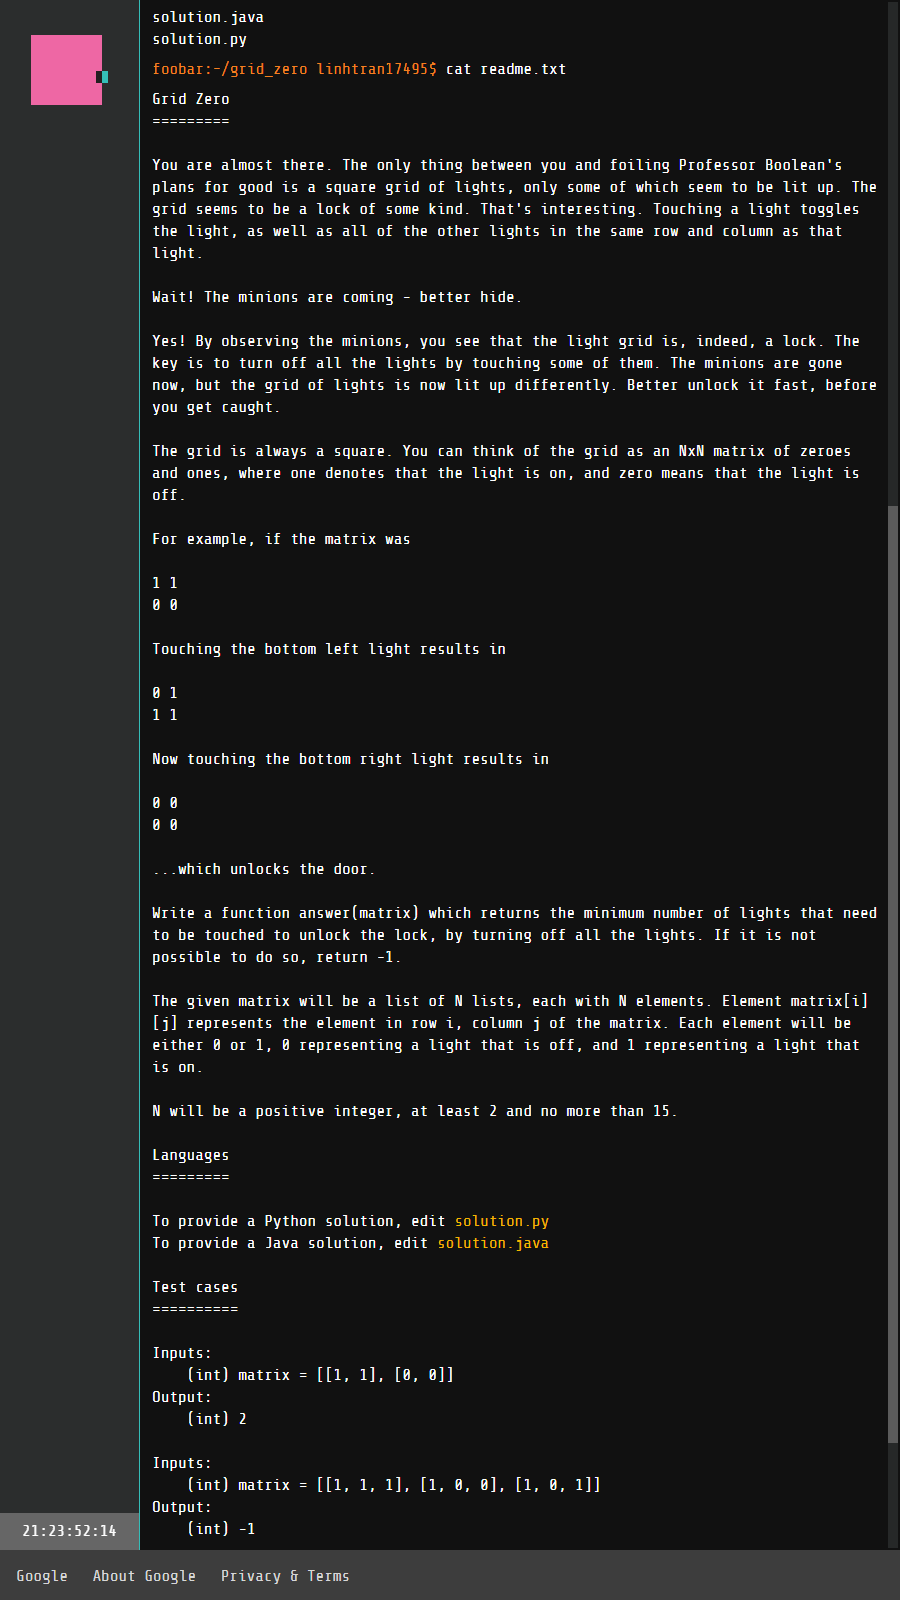 solution.java
solution.py
foobar:~/grid_zero linhtran17495$ cat readme.txt
Grid Zero
=========
You are almost there. The only thing between you and foiling Professor Boolean's
plans for good is a square grid of lights, only some of which seem to be lit up. The
grid seems to be a lock of some kind. That's interesting. Touching a light toggles
the light, as well as all of the other lights in the same row and column as that
light.
Wait! The minions are coming - better hide.
Yes! By observing the minions, you see that the light grid is, indeed, a lock. The
key is to turn off all the lights by touching some of them. The minions are gone
now, but the grid of lights is now lit up differently. Better unlock it fast, before
you get caught.
The grid is always a square. You can think of the grid as an NxN matrix of zeroes
and ones, where one denotes that the light is on, and zero means that the light is
off.
For example, if the matrix was
1 1
0 0
Touching the bottom left light results in
0 1
1 1
Now touching the bottom right light results in
0 0
0 0
...which unlocks the door.
Write a function answer(matrix) which returns the minimum number of lights that need
to be touched to unlock the lock, by turning off all the lights. If it is not
possible to do so, return -1.
The given matrix will be a list of N lists, each with N elements. Element matrix[i]
[j] represents the element in row i, column j of the matrix. Each element will be
either 0 or 1, 0 representing a light that is off, and 1 representing a light that
is on.
N will be a positive integer, at least 2 and no more than 15.
Languages
=========
To provide a Python solution, edit solution.py
To provide a Java solution, edit solution.java
Test cases
==========
Inputs:
    (int) matrix = [[1, 1], [0, 0]]
Output:
    (int) 2
Inputs:
    (int) matrix = [[1, 1, 1], [1, 0, 0], [1, 0, 1]]
Output:
    (int) -1
21:23:52:14
Google About Google Privacy & Terms